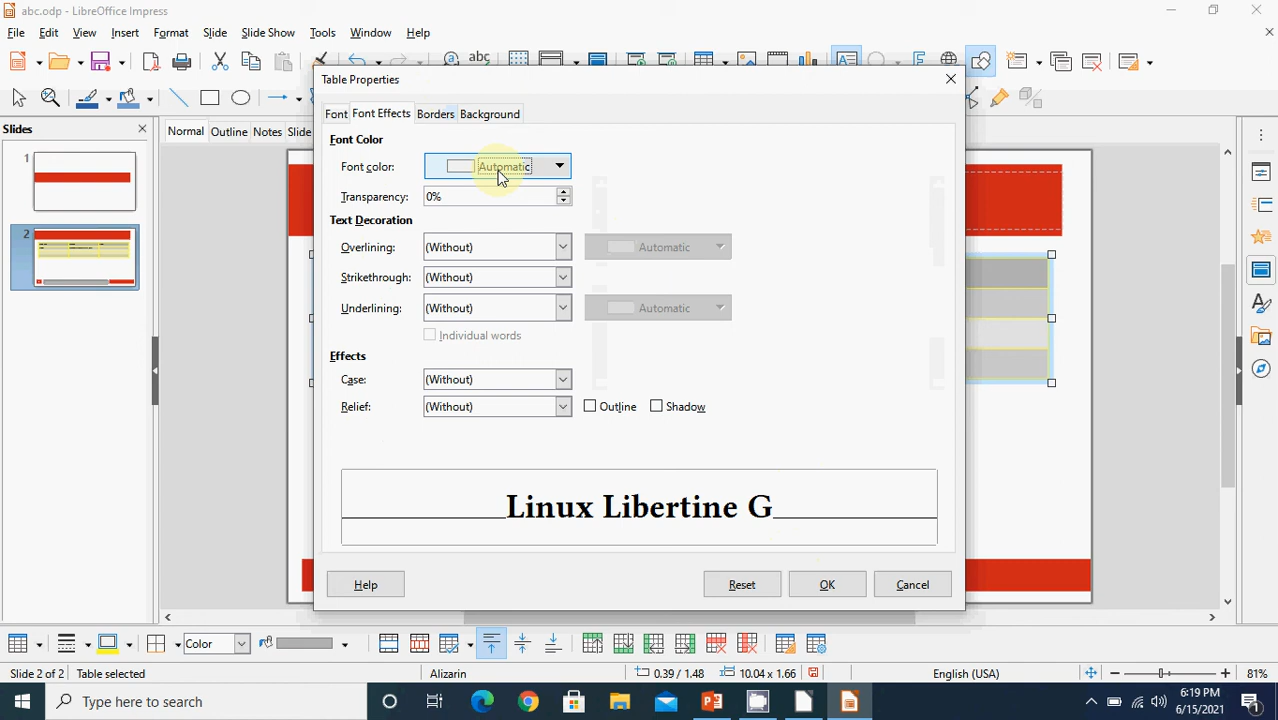 abc.odp - LibreOffice Impress
File Edit View Insert Format Slide Slide Show Tools Window Help
Table Properties
Slides
Normal Outline Notes Slide
Font Font Effects Borders Background
Font Color
Font color: Automatic
Transparency: 0%
Text Decoration
Overlining: (Without) Automatic
Strikethrough: (Without)
Underlining: (Without) Automatic
Individual words
Effects
Case: (Without)
Relief: (Without) Outline Shadow
Linux Libertine G
Help Reset OK Cancel
1
2
Color
Slide 2 of 2 Table selected Alizarin 0.39 / 1.48 10.04 x 1.66 English (USA) 81%
Type here to search
6:19 PM
6/15/2021
1